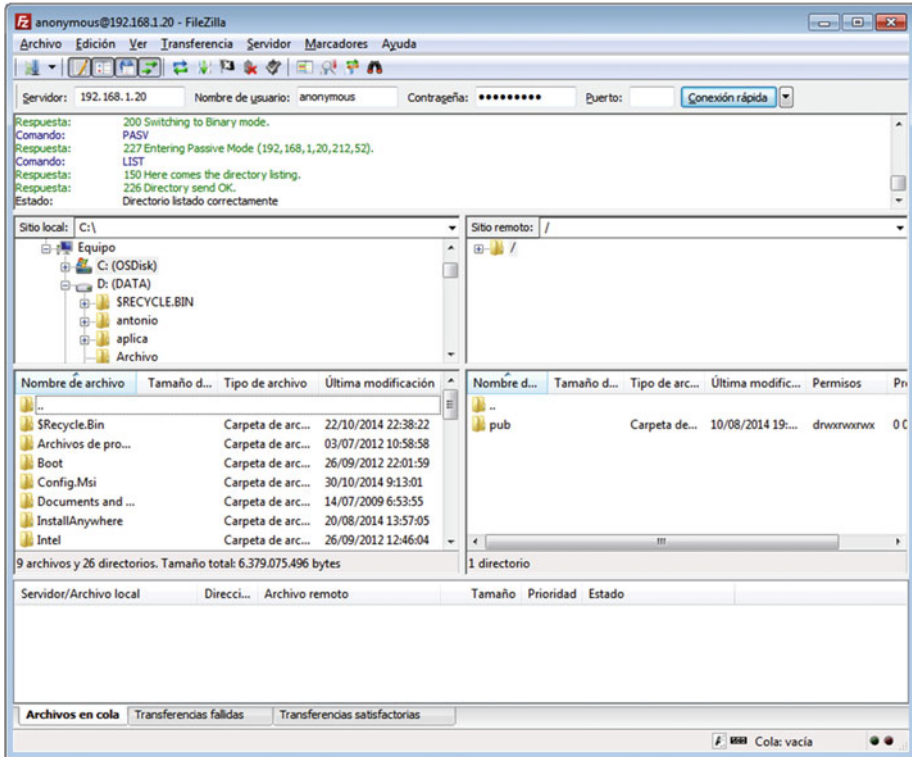 anonymous@192.168.1.20 - FileZilla
Archivo Edición Ver Transferencia Servidor Marcadores Ayuda
Servidor: 192.168.1.20 Nombre de usuario: anonymous Contraseña: ●●●●●●●●● Puerto: Conexión rápida
Respuesta: 200 Switching to Binary mode.
Comando: PASV
Respuesta: 227 Entering Passive Mode (192,168,1,20,212,52).
Comando: LIST
Respuesta: 150 Here comes the directory listing.
Respuesta: 226 Directory send OK.
Estado: Directorio listado correctamente
Sitio local: C:\
Equipo
C: (OSDisk)
D: (DATA)
$RECYCLE.BIN
antonio
aplica
Archivo
Sitio remoto: /
/
Nombre de archivo Tamaño d... Tipo de archivo Última modificación
..
$Recycle.Bin Carpeta de arc... 22/10/2014 22:38:22
Archivos de pro... Carpeta de arc... 03/07/2012 10:58:58
Boot Carpeta de arc... 26/09/2012 22:01:59
Config.Msi Carpeta de arc... 30/10/2014 9:13:01
Documents and ... Carpeta de arc... 14/07/2009 6:53:55
InstallAnywhere Carpeta de arc... 20/08/2014 13:57:05
Intel Carpeta de arc... 26/09/2012 12:46:04
9 archivos y 26 directorios. Tamaño total: 6.379.075.496 bytes
Nombre d... Tamaño d... Tipo de arc... Última modific... Permisos
..
pub Carpeta de... 10/08/2014 19:... drwxrwxrwx 0 0
1 directorio
Servidor/Archivo local Direcci... Archivo remoto Tamaño Prioridad Estado
Archivos en cola Transferencias fallidas Transferencias satisfactorias
Cola: vacía